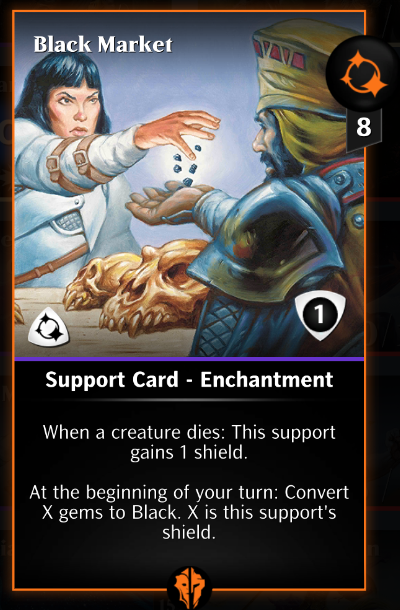 Black Market
8
1
Support Card - Enchantment
When a creature dies: This support
gains 1 shield.
At the beginning of your turn: Convert
X gems to Black. X is this support's
shield.